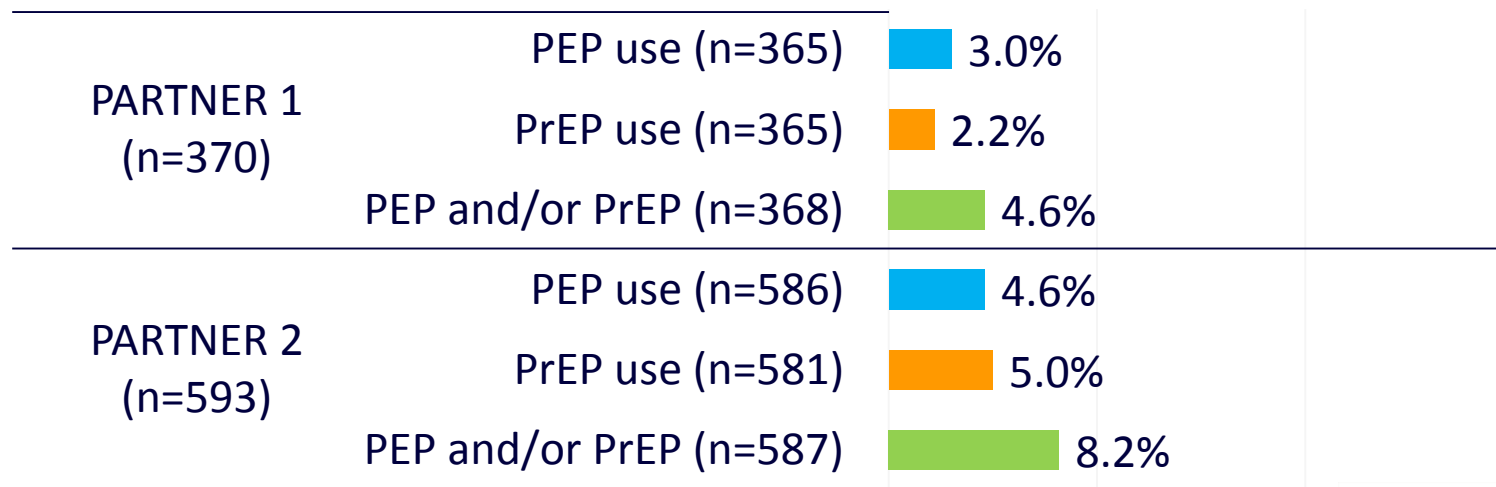 PARTNER 1
(n=370)
PEP use (n=365) 3.0%
PrEP use (n=365) 2.2%
PEP and/or PrEP (n=368) 4.6%
PARTNER 2
(n=593)
PEP use (n=586) 4.6%
PrEP use (n=581) 5.0%
PEP and/or PrEP (n=587) 8.2%